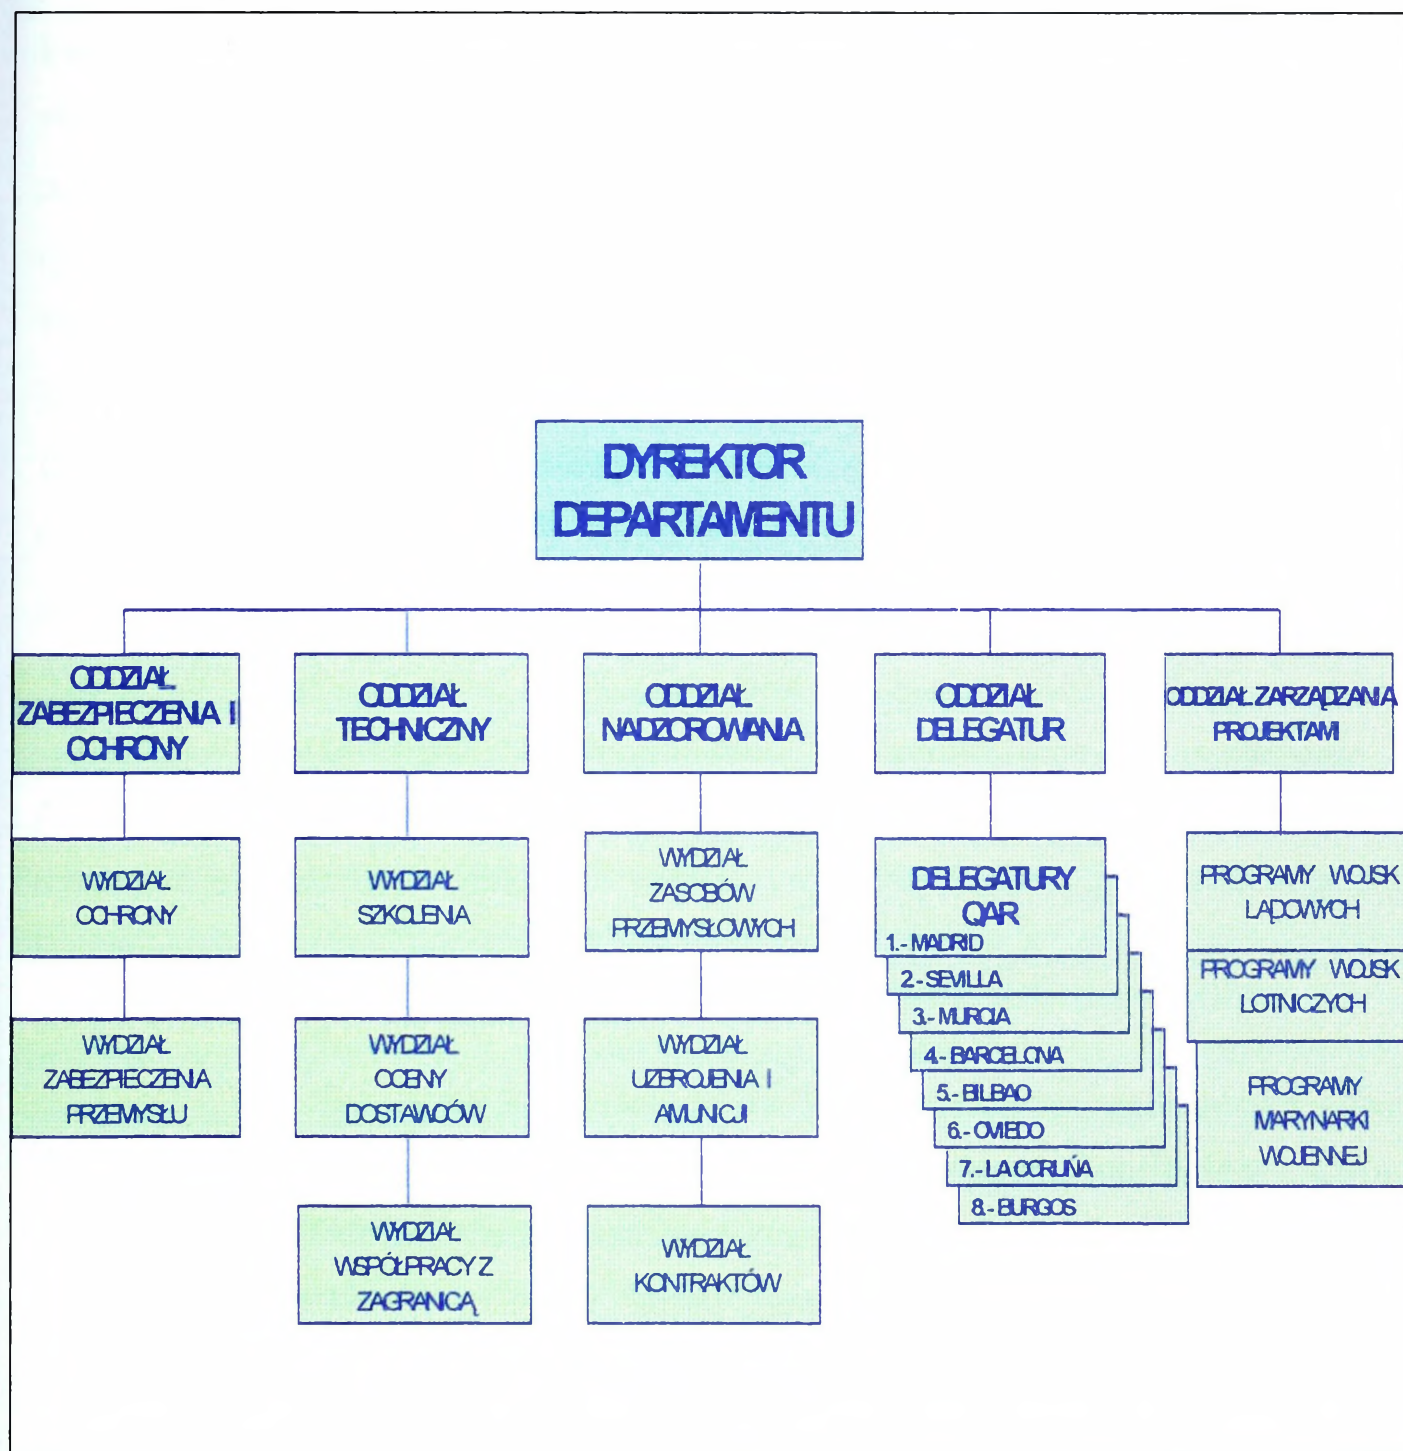 DYREKTOR
DEPARTAMENTU
ODDZIAŁ
ZABEZPIECZENIA I
OCHRONY
ODDZIAŁ
TECHNICZNY
ODDZIAŁ
NADZOROWANIA
ODDZIAŁ
DELEGATUR
ODDZIAŁ ZARZĄDZANIA
PROJEKTAMI
WYDZIAŁ
OCHRONY
WYDZIAŁ
ZABEZPIECZENIA
PRZEMYSŁU
WYDZIAŁ
SZKOLENIA
WYDZIAŁ
OCENY
DOSTAWCÓW
WYDZIAŁ
WSPÓŁPRACY Z
ZAGRANICĄ
WYDZIAŁ
ZASOBÓW
PRZEMYSŁOWYCH
WYDZIAŁ
UZBROJENIA I
AMUNICJI
WYDZIAŁ
KONTRAKTÓW
DELEGATURY
QAR
1.- MADRID
2.- SEVILLA
3.- MURCIA
4.- BARCELONA
5.- BILBAO
6.- OVIEDO
7.- LA CORUÑA
8.- BURGOS
PROGRAMY WOJSK
LĄDOWYCH
PROGRAMY WOJSK
LOTNICZYCH
PROGRAMY
MARYNARKI
WOJENNEJ